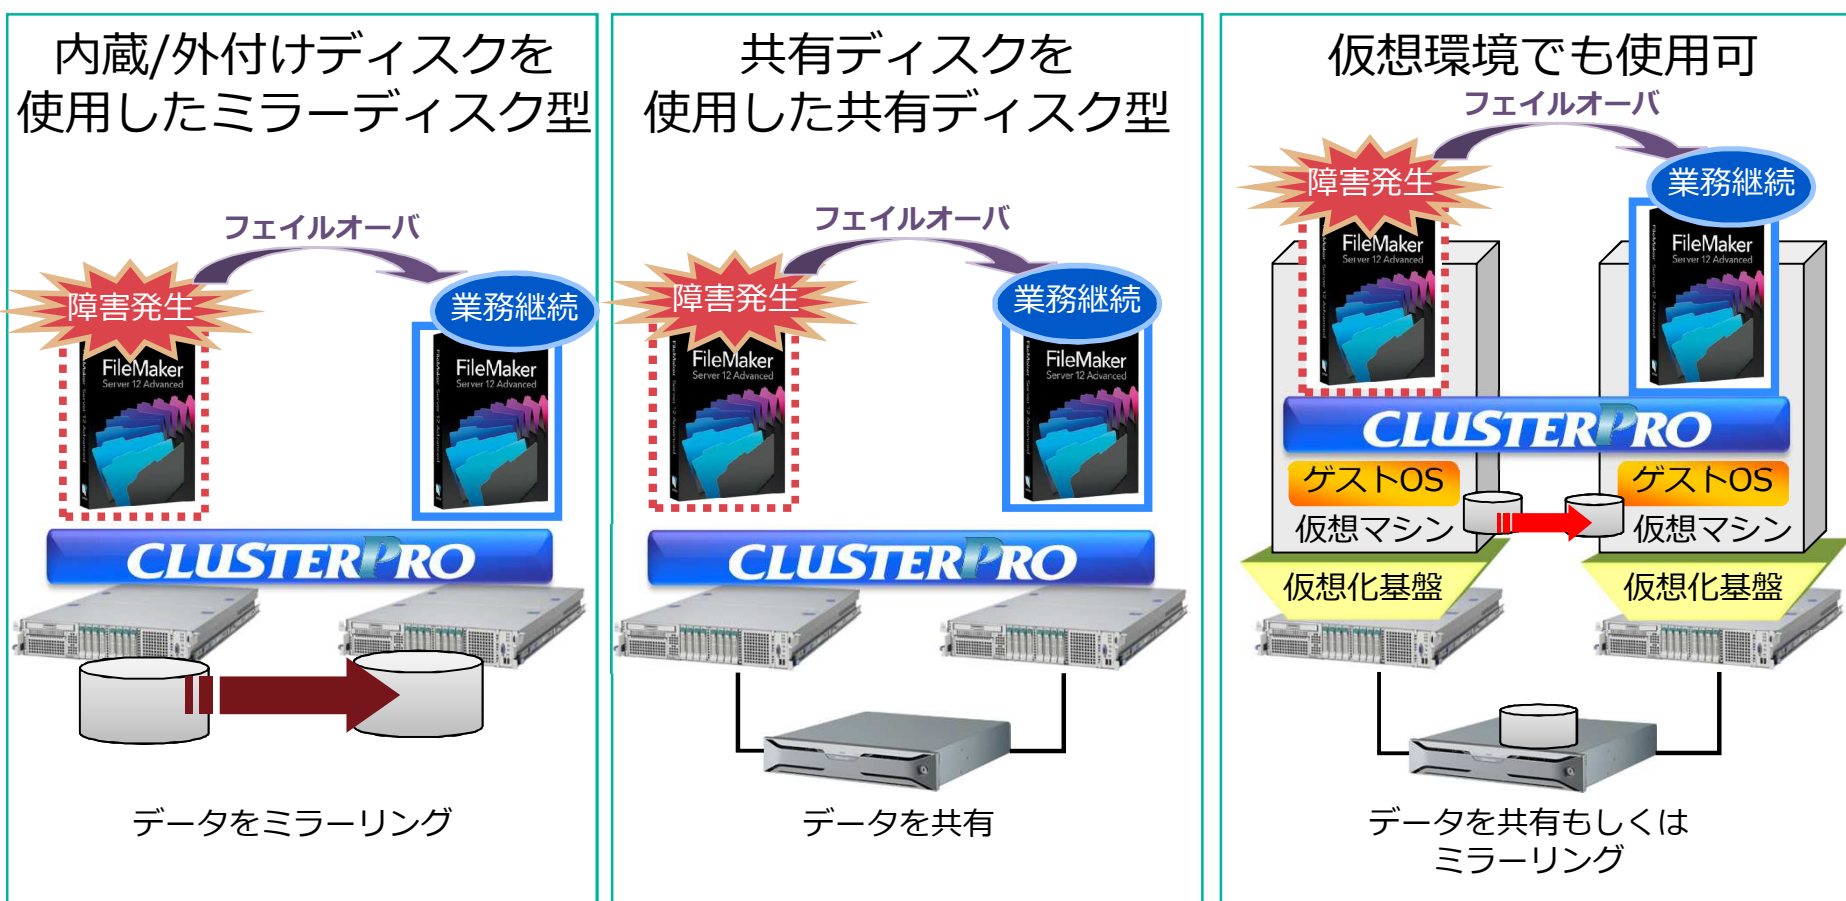 内蔵/外付けディスクを
使用したミラーディスク型
フェイルオーバ
障害発生
業務継続
FileMaker
Server 12 Advanced
FileMaker
Server 12 Advanced
CLUSTERPRO
データをミラーリング
共有ディスクを
使用した共有ディスク型
フェイルオーバ
障害発生
業務継続
FileMaker
Server 12 Advanced
FileMaker
Server 12 Advanced
CLUSTERPRO
データを共有
仮想環境でも使用可
フェイルオーバ
障害発生
業務継続
FileMaker
Server 12 Advanced
FileMaker
Server 12 Advanced
CLUSTERPRO
ゲストOS
ゲストOS
仮想マシン
仮想マシン
仮想化基盤
仮想化基盤
データを共有もしくは
ミラーリング